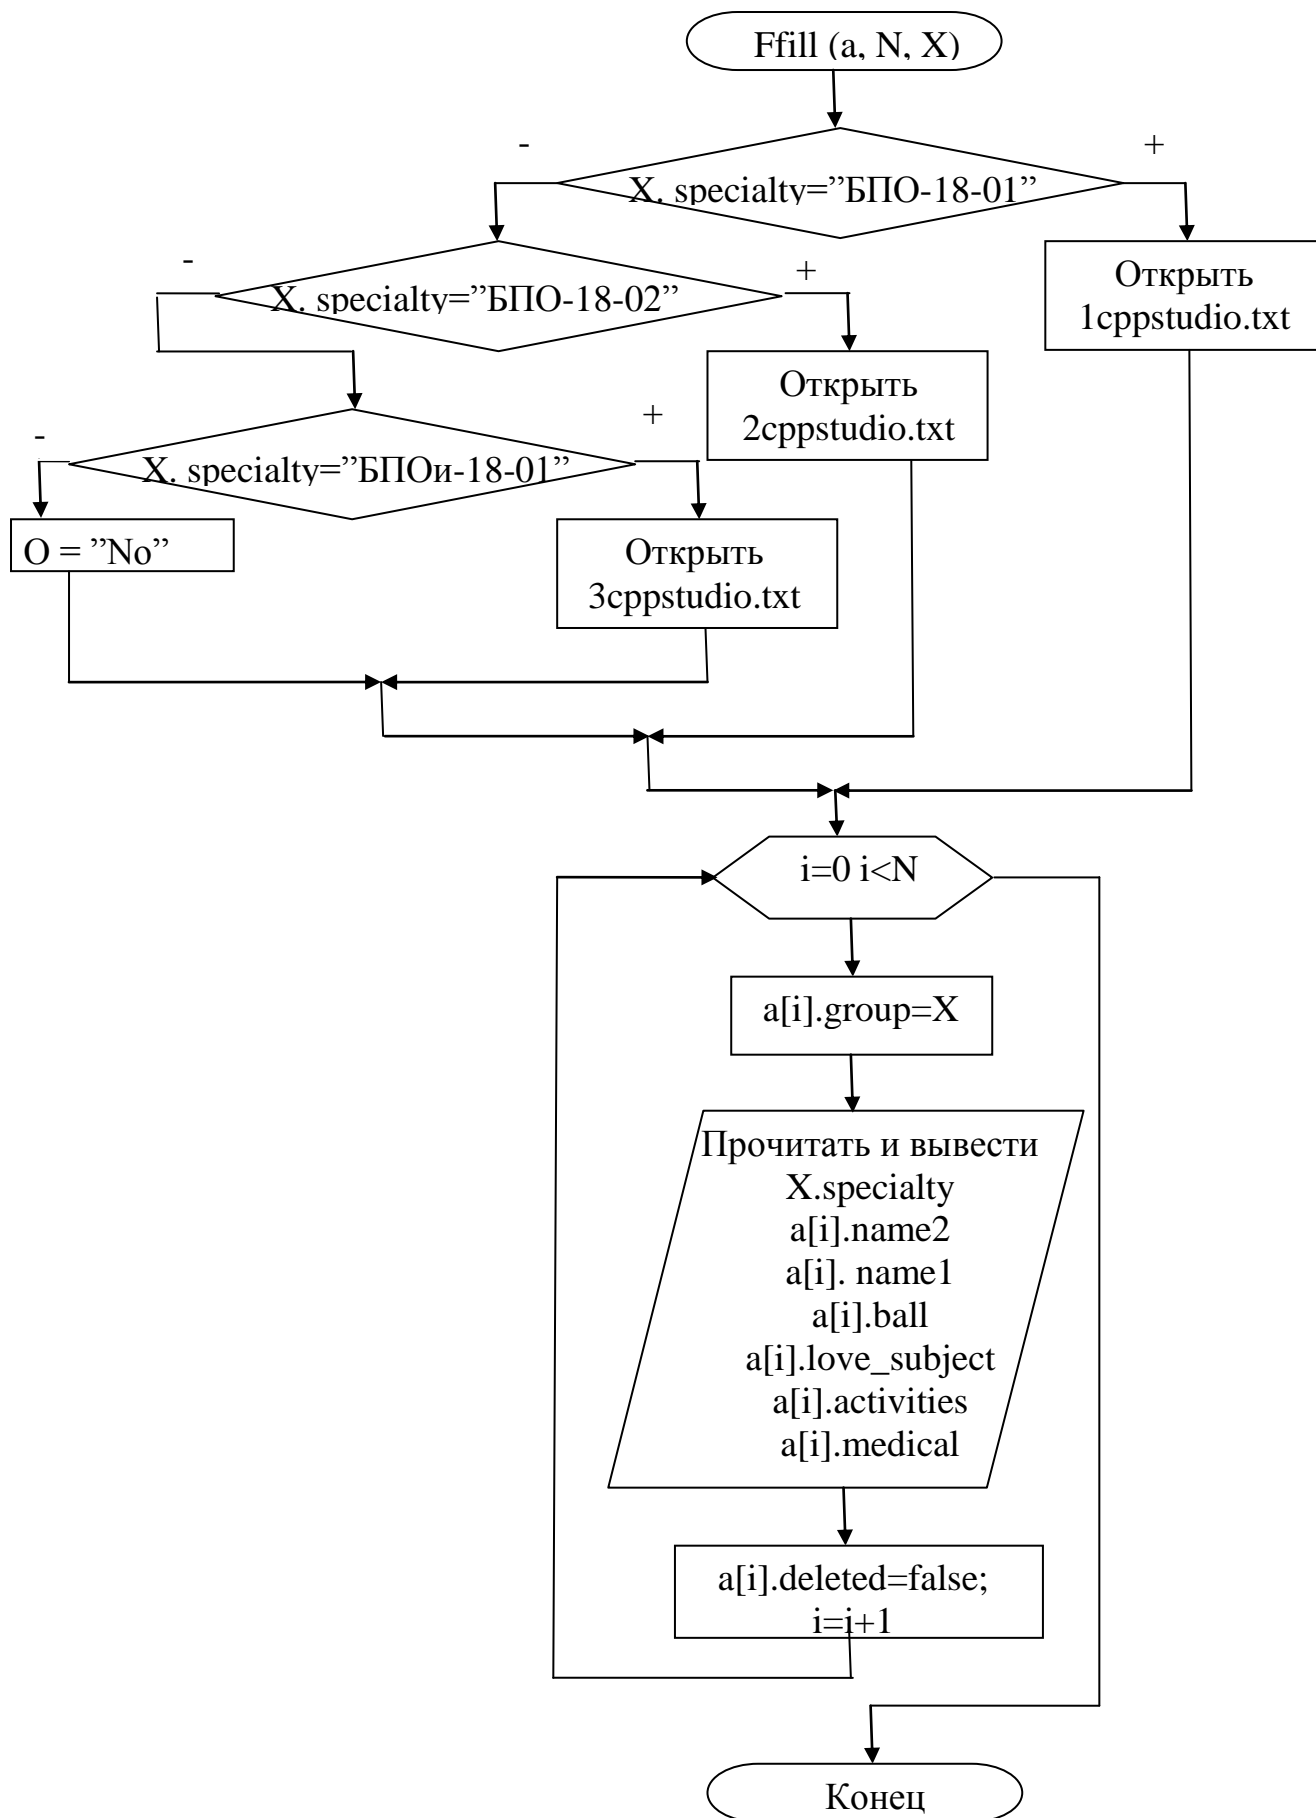 Ffill (a, N, X)
-
+
X. specialty=”БПО-18-01”
Открыть
1cppstudio.txt
-
+
X. specialty=”БПО-18-02”
Открыть
2cppstudio.txt
-
+
X. specialty=”БПОи-18-01”
O = ”No”
Открыть
3cppstudio.txt
i=0 i<N
a[i].group=X
Прочитать и вывести
X.specialty
a[i].name2
a[i]. name1
a[i].ball
a[i].love_subject
a[i].activities
a[i].medical
a[i].deleted=false;
i=i+1
Конец